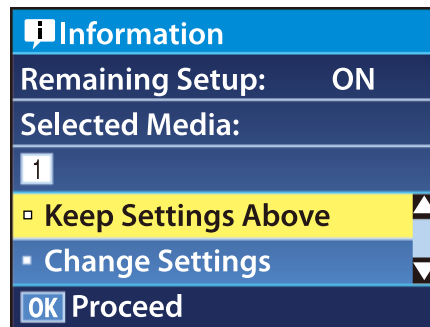 Information
Remaining Setup: ON
Selected Media:
1
Keep Settings Above
Change Settings
OK Proceed